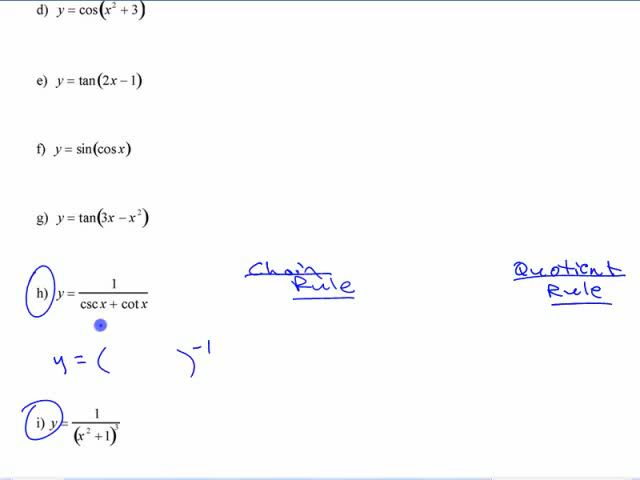 d) y = cos(x² + 3)
e) y = tan(2x − 1)
f) y = sin(cos x)
g) y = tan(3x − x²)
Chain Rule
Quotient Rule
h) y = 1 / (csc x + cot x)
y = ( )⁻¹
i) y = 1 / (x² + 1)³